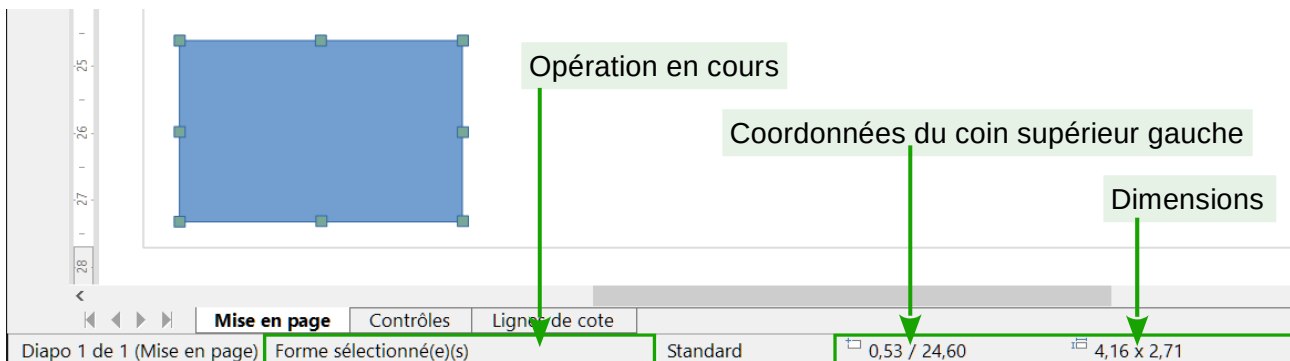 Opération en cours
25
Coordonnées du coin supérieur gauche
26
Dimensions
27
28
Mise en page Contrôles Lignes de cote
Diapo 1 de 1 (Mise en page) Forme sélectionné(e)(s) Standard 0,53 / 24,60 4,16 x 2,71